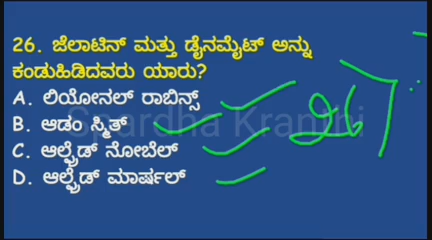 26. ಜೆಲಾಟಿನ್ ಮತ್ತು ಡೈನಮೈಟ್ ಅನ್ನು
ಕಂಡುಹಿಡಿದವರು ಯಾರು?
A. ಲಿಯೋನಲ್ ರಾಬಿನ್ಸ್
B. ಆಡಂ ಸ್ಮಿತ್
C. ಆಲ್ಫ್ರೆಡ್ ನೋಬೆಲ್
D. ಆಲ್ಫ್ರೆಡ್ ಮಾರ್ಷಲ್